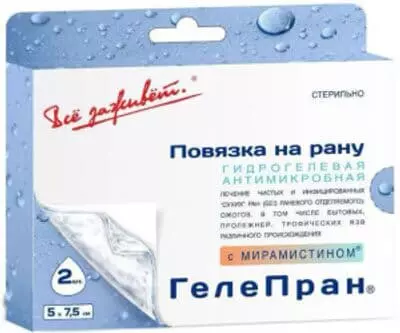 Всё заживёт.®
СТЕРИЛЬНО
Повязка на рану
ГИДРОГЕЛЕВАЯ
АНТИМИКРОБНАЯ
ЛЕЧЕНИЕ ЧИСТЫХ И ИНФИЦИРОВАННЫХ
"СУХИХ" РАН (БЕЗ РАНЕВОГО ОТДЕЛЯЕМОГО)
ОЖОГОВ, В ТОМ ЧИСЛЕ БЫТОВЫХ,
ПРОЛЕЖНЕЙ, ТРОФИЧЕСКИХ ЯЗВ
РАЗЛИЧНОГО ПРОИСХОЖДЕНИЯ
с МИРАМИСТИНОМ®
2 шт.
ГелеПран®
5 х 7,5 см